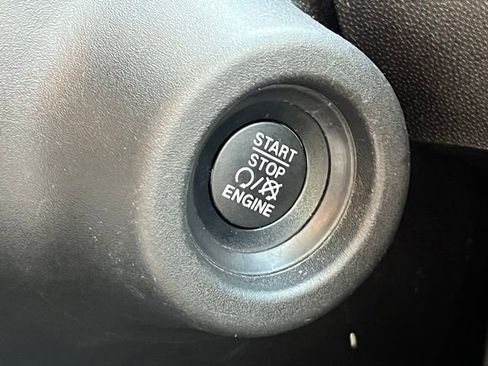 START
STOP
/
ENGINE